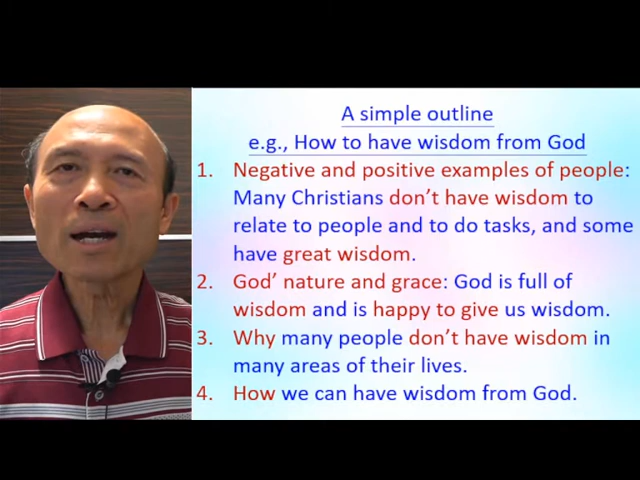 A simple outline
e.g., How to have wisdom from God
1. Negative and positive examples of people:
Many Christians don't have wisdom to
relate to people and to do tasks, and some
have great wisdom.
2. God' nature and grace: God is full of
wisdom and is happy to give us wisdom.
3. Why many people don't have wisdom in
many areas of their lives.
4. How we can have wisdom from God.